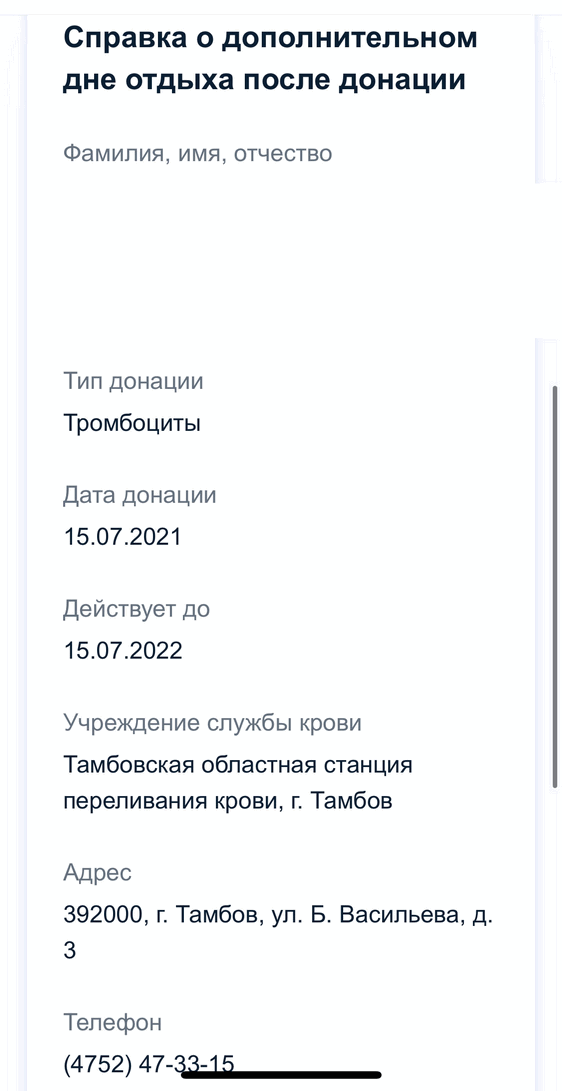 Справка о дополнительном
дне отдыха после донации
Фамилия, имя, отчество
Тип донации
Тромбоциты
Дата донации
15.07.2021
Действует до
15.07.2022
Учреждение службы крови
Тамбовская областная станция
переливания крови, г. Тамбов
Адрес
392000, г. Тамбов, ул. Б. Васильева, д.
3
Телефон
(4752) 47-33-15